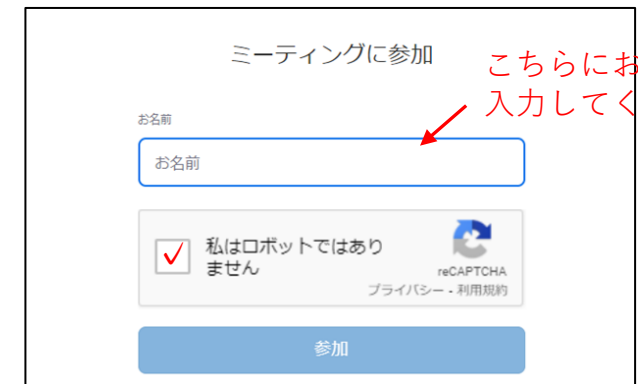 ミーティングに参加
こちらにお
入力してく
お名前
お名前
私はロボットではあり
ません
reCAPTCHA
プライバシー - 利用規約
参加